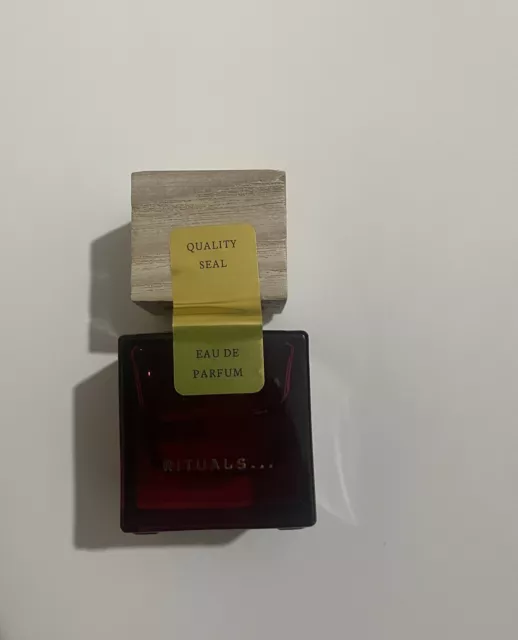 QUALITY
SEAL
EAU DE
PARFUM
RITUALS...